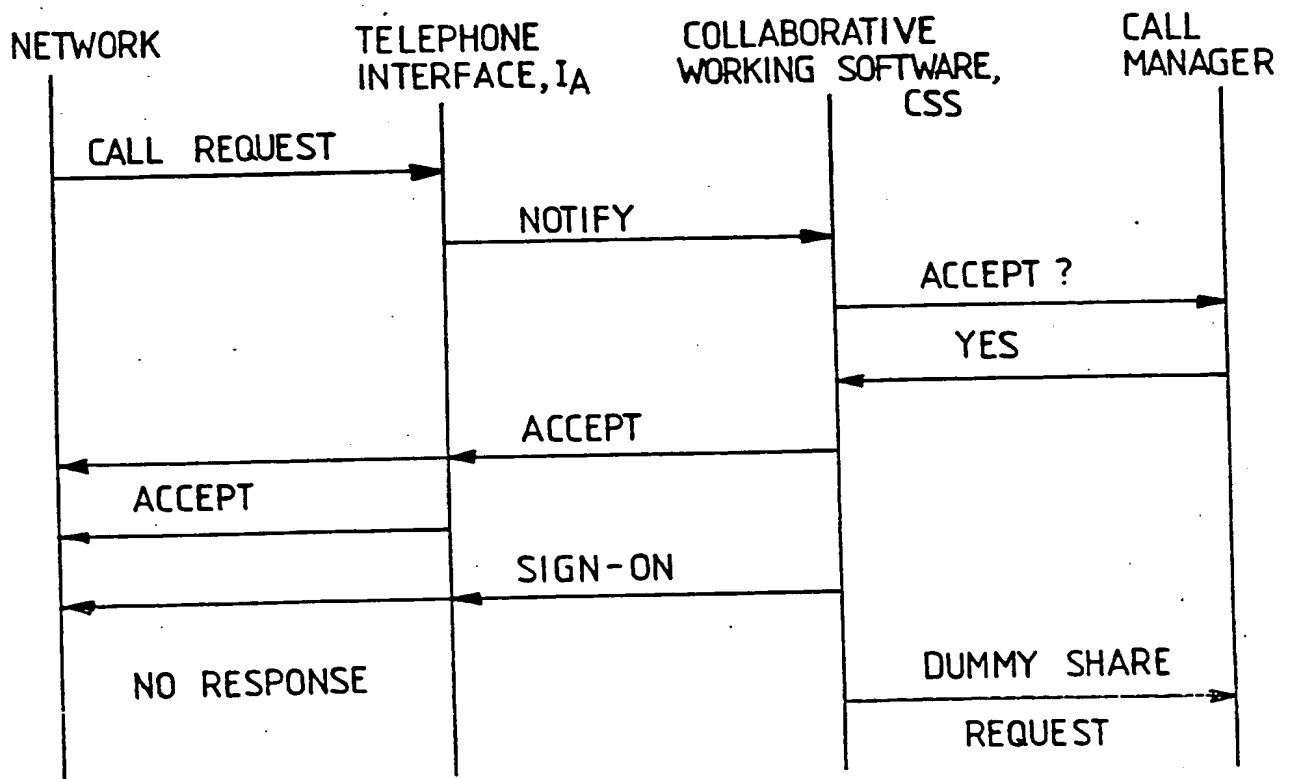 NETWORK
TELEPHONE
INTERFACE, IA
COLLABORATIVE
WORKING SOFTWARE,
CSS
CALL
MANAGER
CALL REQUEST
NOTIFY
ACCEPT ?
YES
ACCEPT
ACCEPT
SIGN-ON
NO RESPONSE
DUMMY SHARE
REQUEST